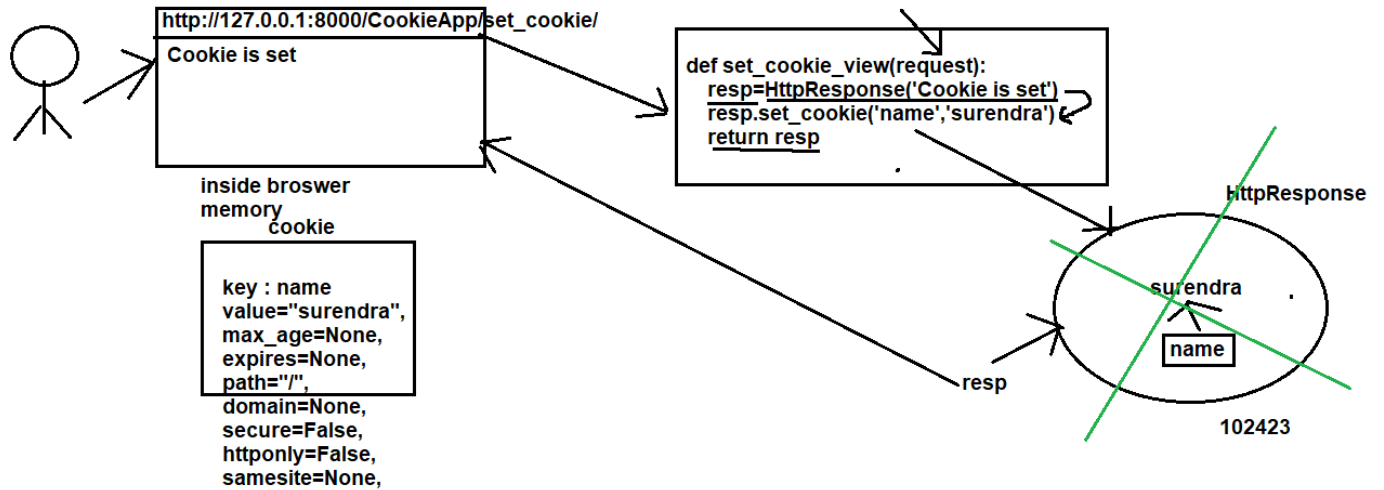 http://127.0.0.1:8000/CookieApp/set_cookie/
Cookie is set
def set_cookie_view(request):
resp=HttpResponse('Cookie is set')
resp.set_cookie('name','surendra')
return resp
inside broswer
memory
cookie
key : name
value="surendra",
max_age=None,
expires=None,
path="/",
domain=None,
secure=False,
httponly=False,
samesite=None,
HttpResponse
surendra
name
resp
102423